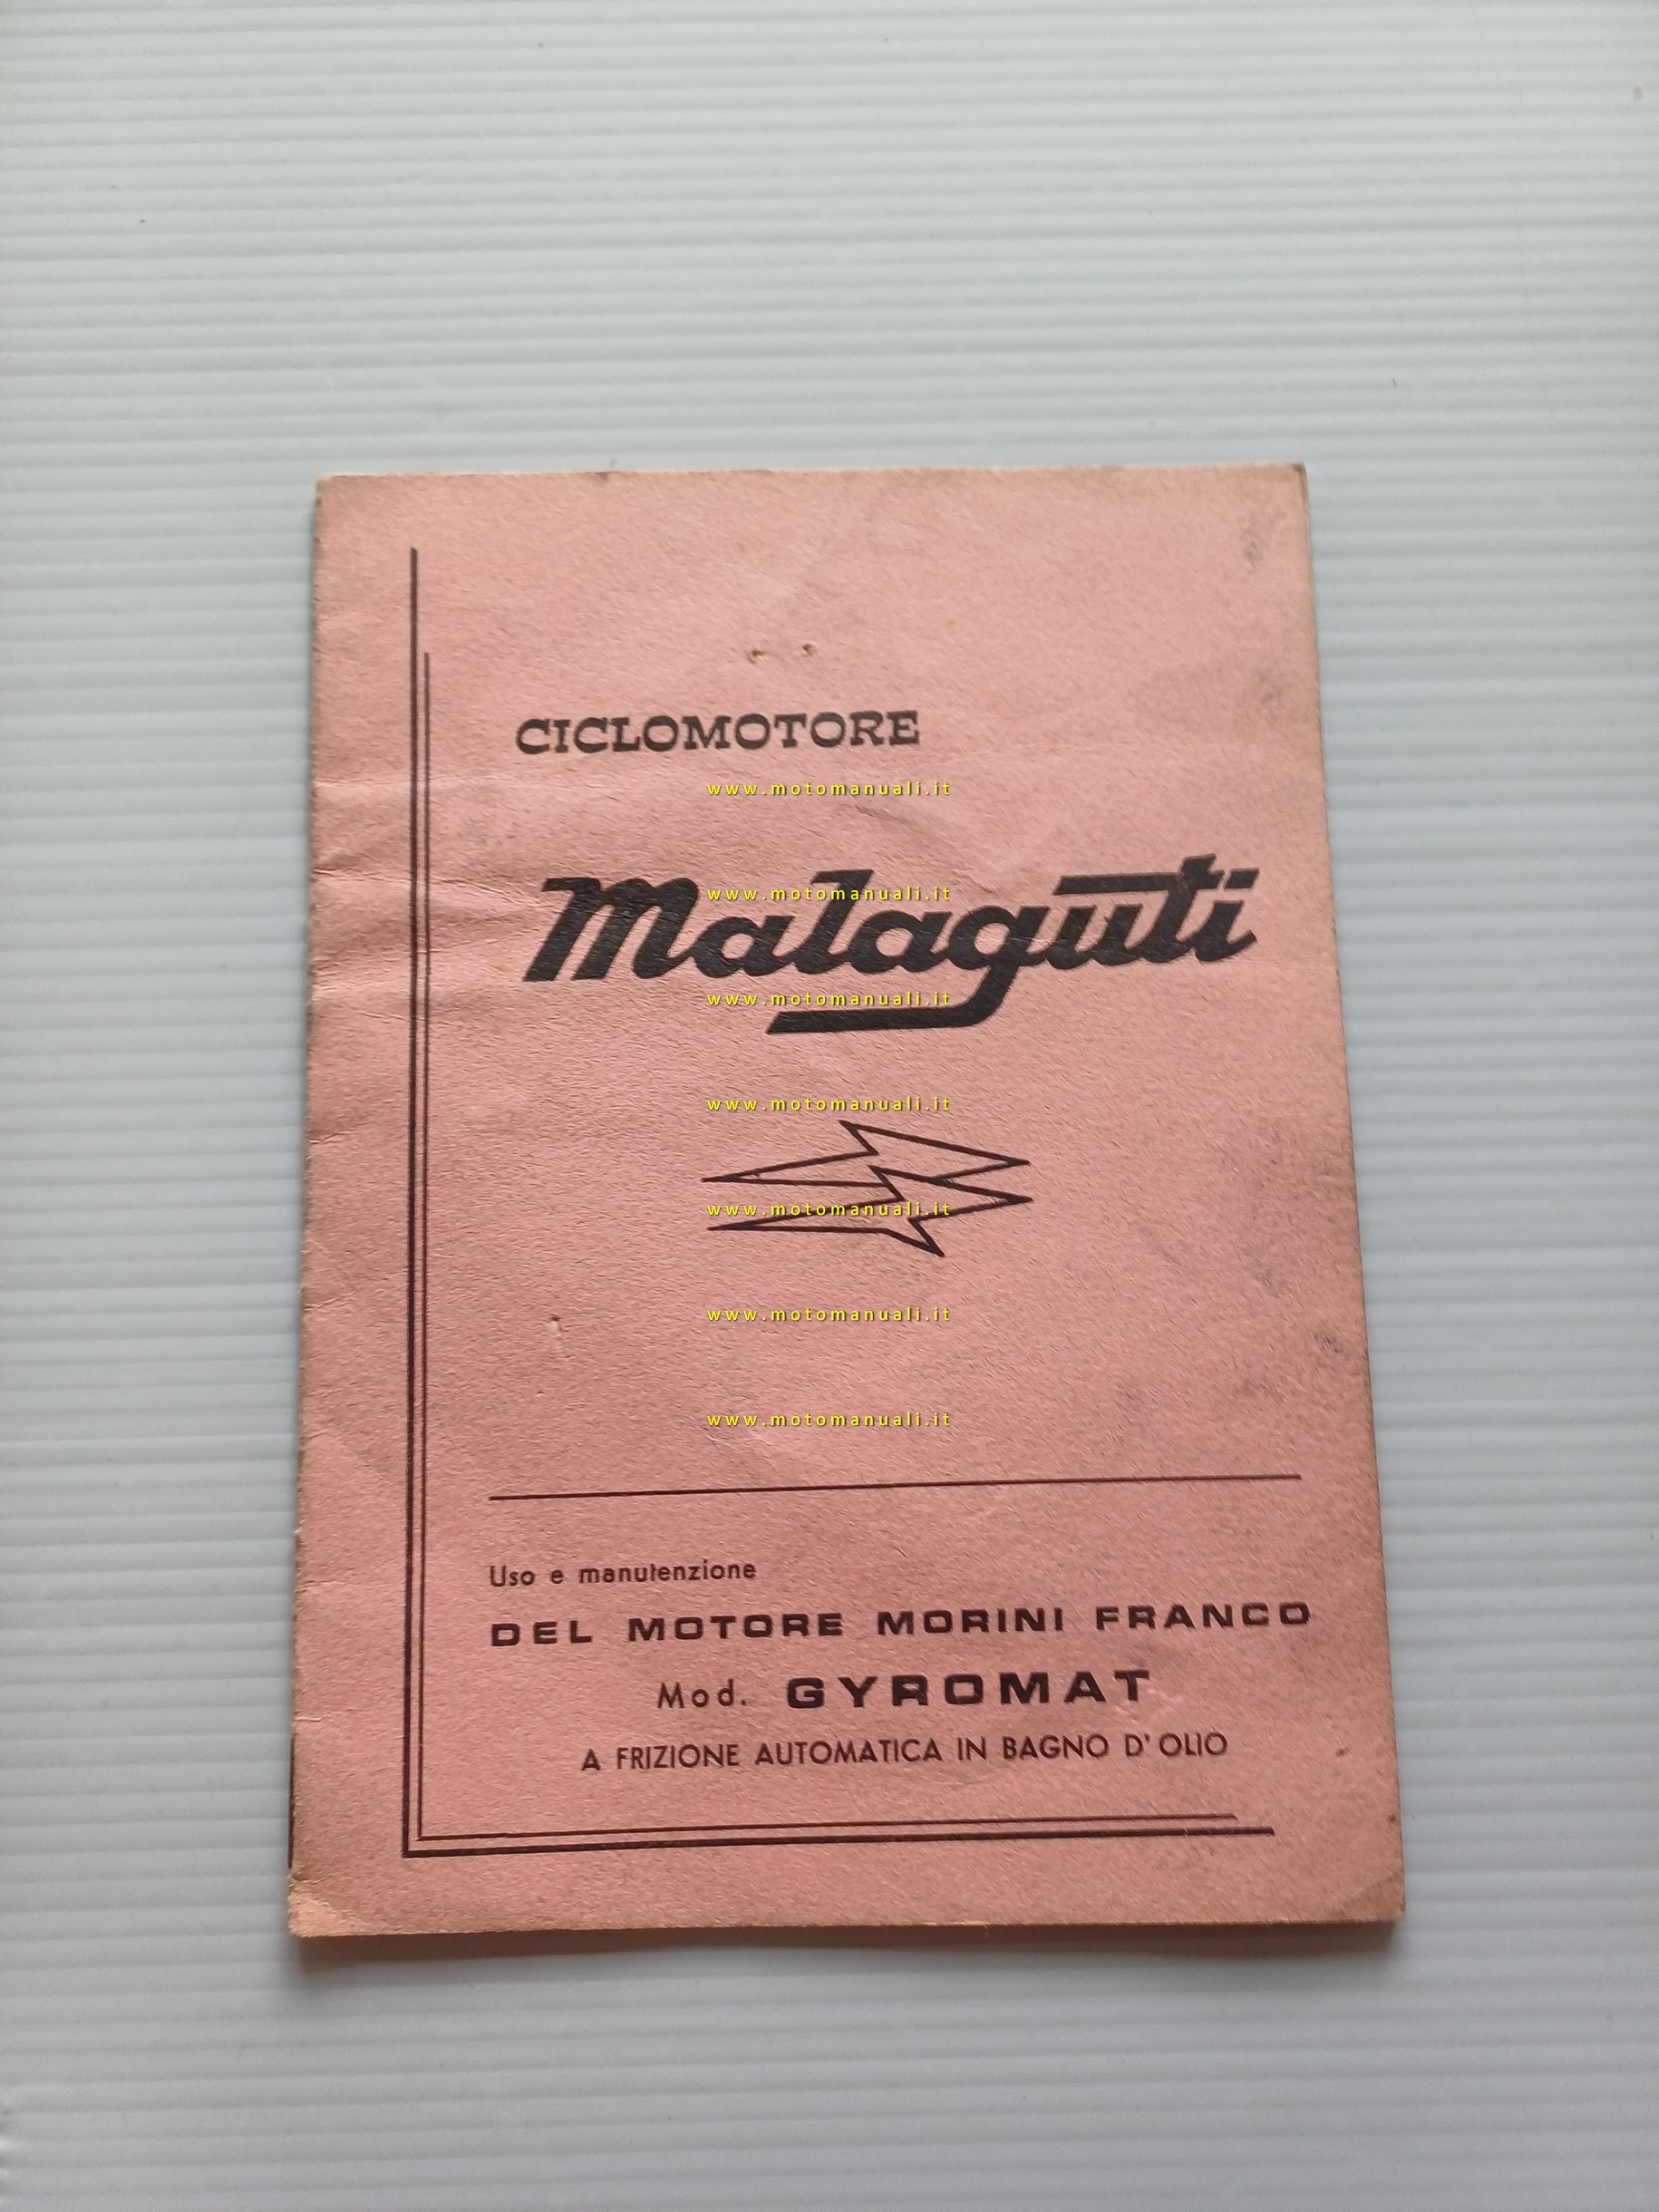 CICLOMOTORE
www.motomanuali.it
Malaguti
www.motomanuali.it
www.motomanuali.it
www.motomanuali.it
www.motomanuali.it
www.motomanuali.it
www.motomanuali.it
Uso e manutenzione
DEL MOTORE MORINI FRANCO
Mod. GYROMAT
A FRIZIONE AUTOMATICA IN BAGNO D' OLIO